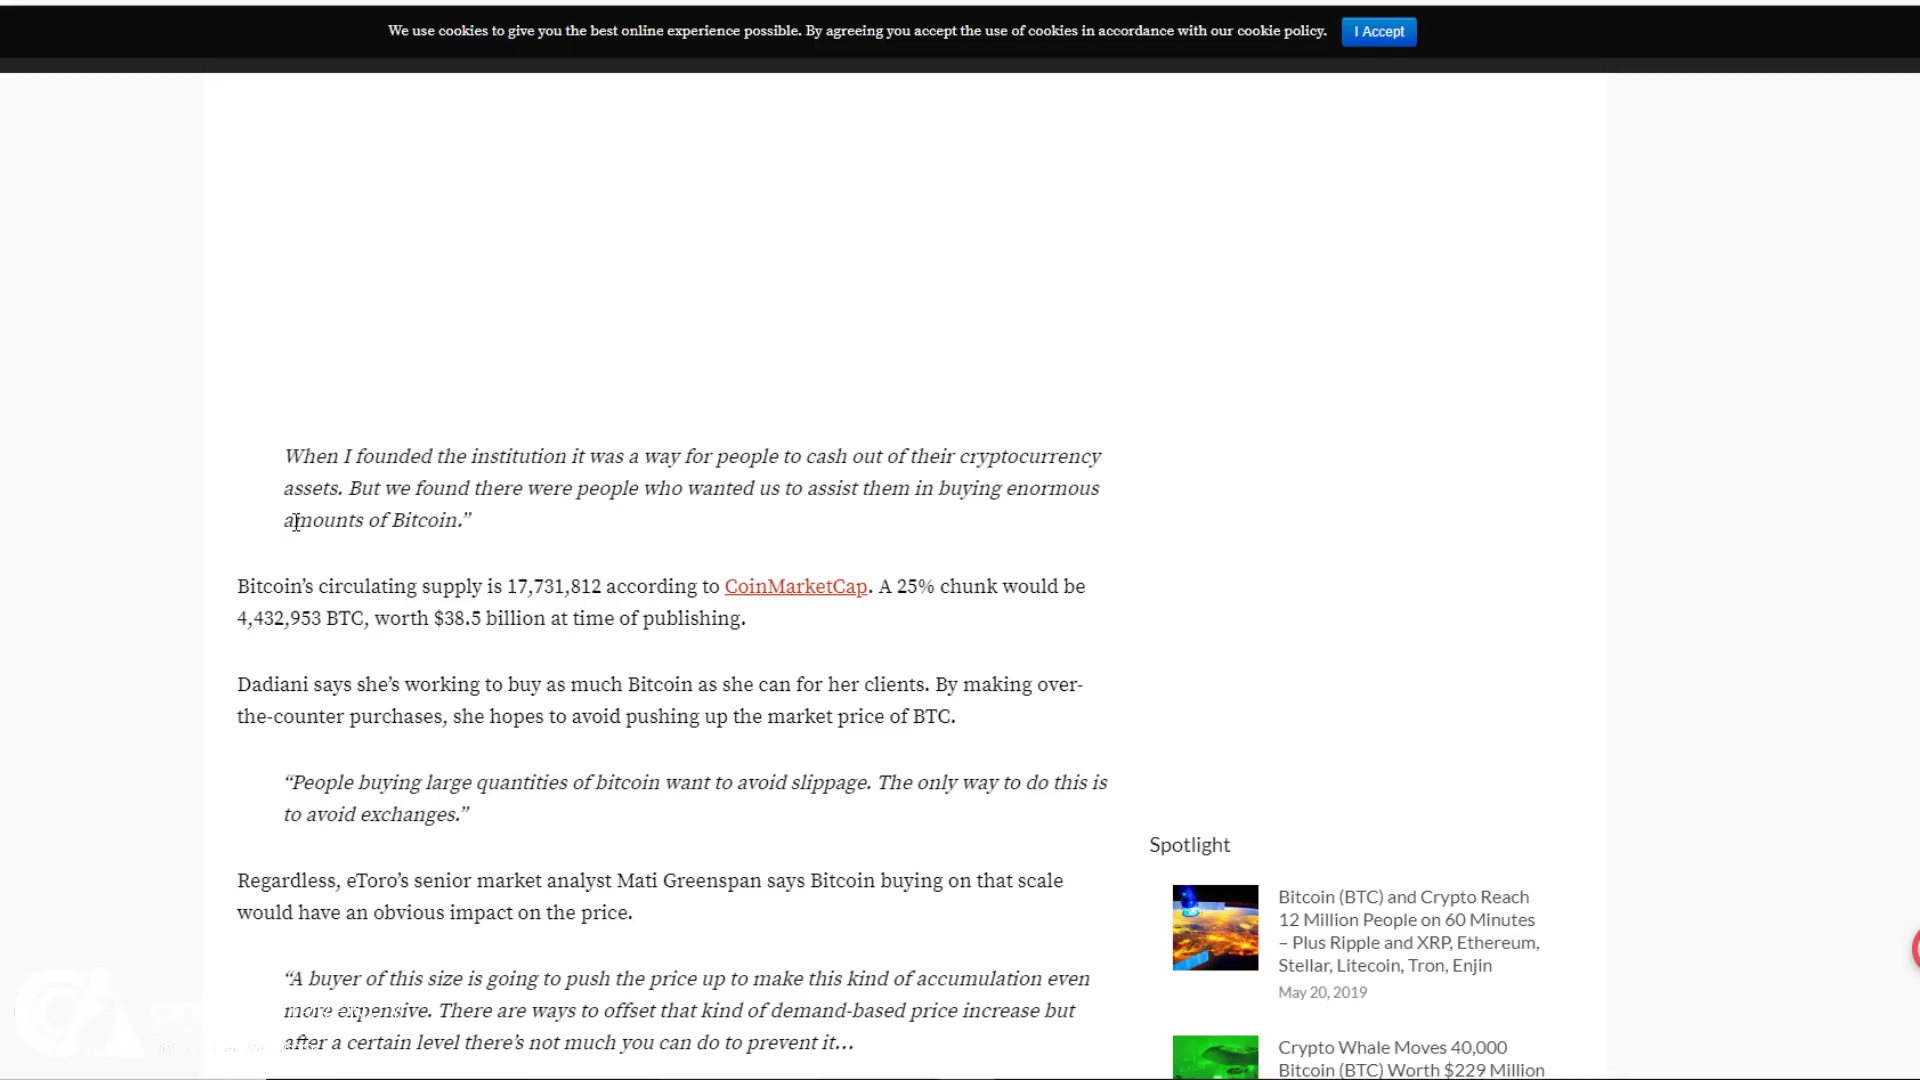 We use cookies to give you the best online experience possible. By agreeing you accept the use of cookies in accordance with our cookie policy.
I Accept
When I founded the institution it was a way for people to cash out of their cryptocurrency
assets. But we found there were people who wanted us to assist them in buying enormous
amounts of Bitcoin.”
Bitcoin’s circulating supply is 17,731,812 according to CoinMarketCap. A 25% chunk would be
4,432,953 BTC, worth $38.5 billion at time of publishing.
Dadiani says she’s working to buy as much Bitcoin as she can for her clients. By making over-
the-counter purchases, she hopes to avoid pushing up the market price of BTC.
“People buying large quantities of bitcoin want to avoid slippage. The only way to do this is
to avoid exchanges.”
Regardless, eToro’s senior market analyst Mati Greenspan says Bitcoin buying on that scale
would have an obvious impact on the price.
“A buyer of this size is going to push the price up to make this kind of accumulation even
more expensive. There are ways to offset that kind of demand-based price increase but
after a certain level there’s not much you can do to prevent it…
Spotlight
Bitcoin (BTC) and Crypto Reach
12 Million People on 60 Minutes
– Plus Ripple and XRP, Ethereum,
Stellar, Litecoin, Tron, Enjin
May 20, 2019
Crypto Whale Moves 40,000
Bitcoin (BTC) Worth $229 Million